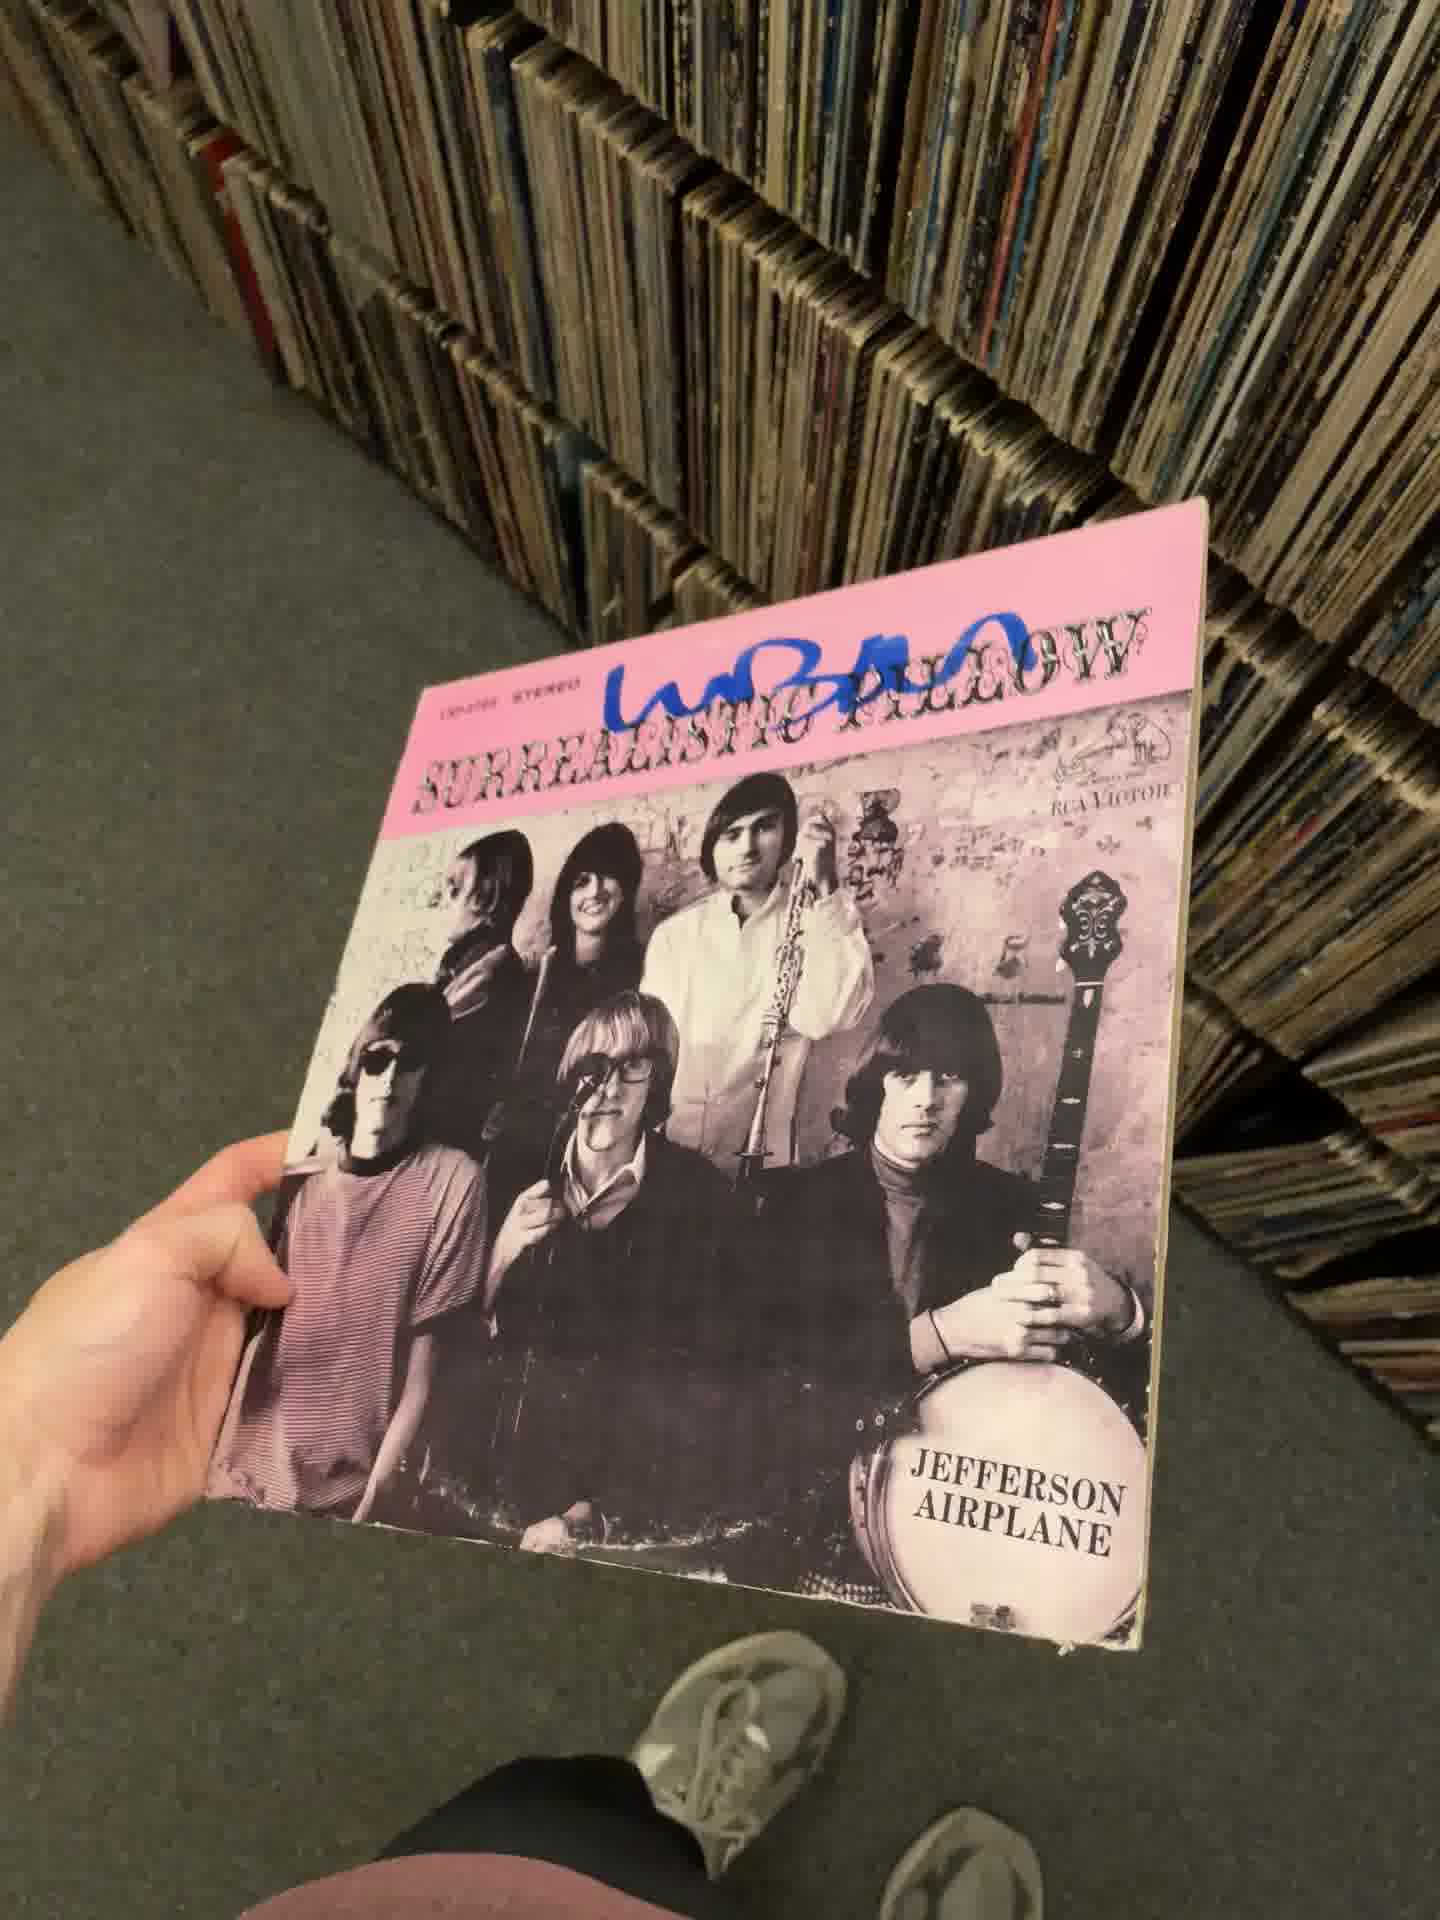 STEREO
SURREALISTIC PILLOW
RCA VICTOR
JEFFERSON
AIRPLANE